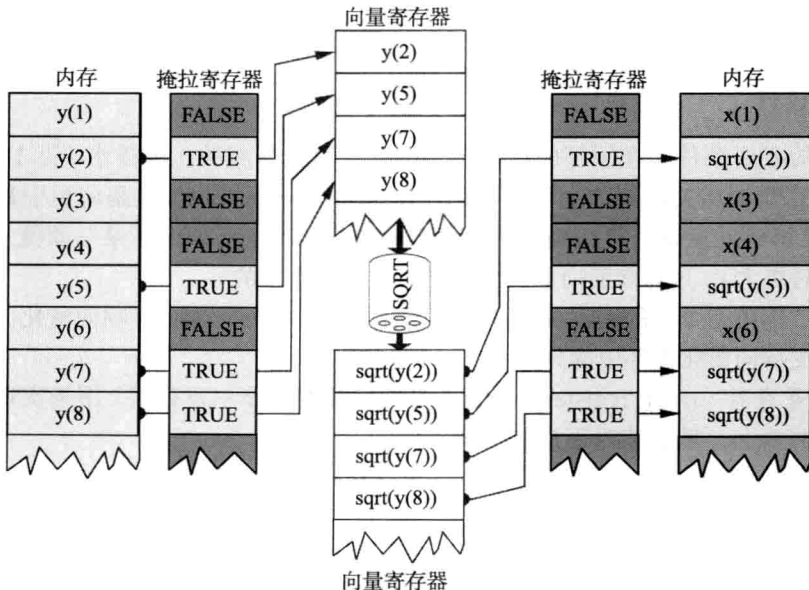 向量寄存器
内存
掩拉寄存器
y(1)
y(2)
y(3)
y(4)
y(5)
y(6)
y(7)
y(8)
FALSE
TRUE
FALSE
FALSE
TRUE
FALSE
TRUE
TRUE
y(2)
y(5)
y(7)
y(8)
SQRT
sqrt(y(2))
sqrt(y(5))
sqrt(y(7))
sqrt(y(8))
向量寄存器
掩拉寄存器
内存
FALSE
TRUE
FALSE
FALSE
TRUE
FALSE
TRUE
TRUE
x(1)
sqrt(y(2))
x(3)
x(4)
sqrt(y(5))
x(6)
sqrt(y(7))
sqrt(y(8))